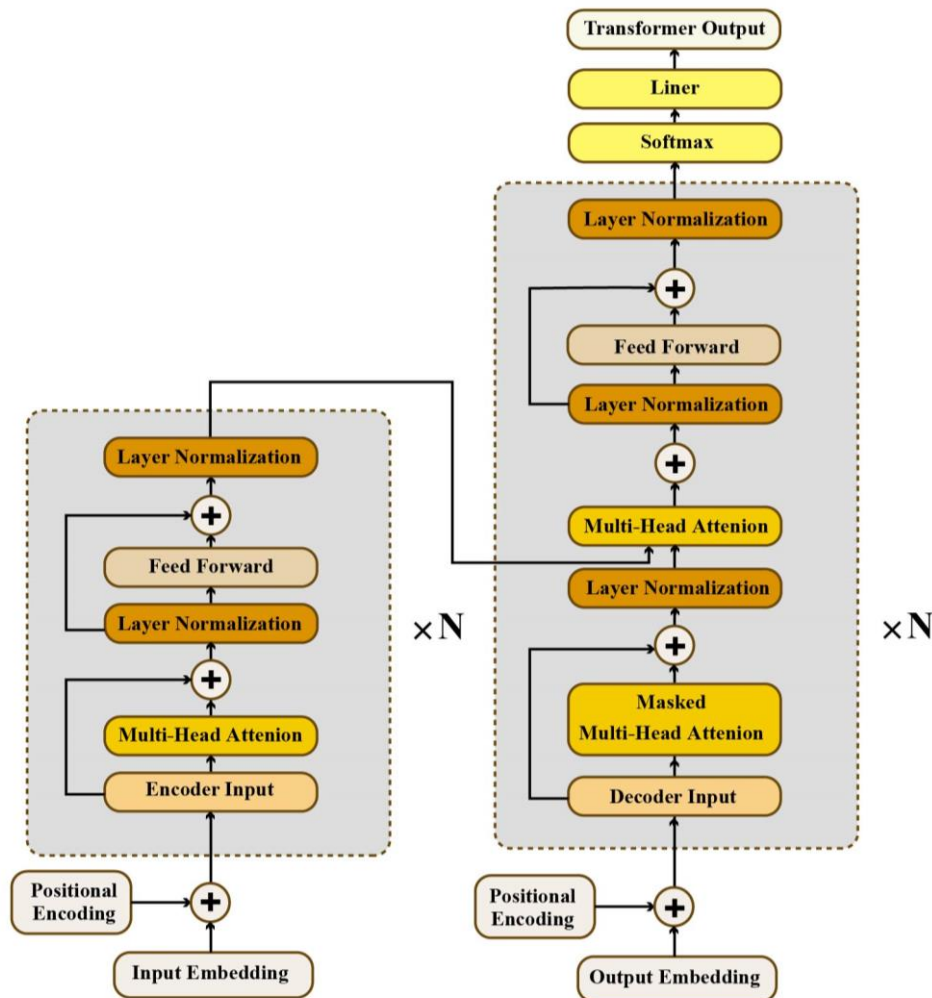 Transformer Output
Liner
Softmax
Layer Normalization
Feed Forward
Layer Normalization
Multi-Head Attenion
Layer Normalization
Masked
Multi-Head Attenion
Decoder Input
× N
Positional
Encoding
Output Embedding
Layer Normalization
Feed Forward
Layer Normalization
Multi-Head Attenion
Encoder Input
× N
Positional
Encoding
Input Embedding